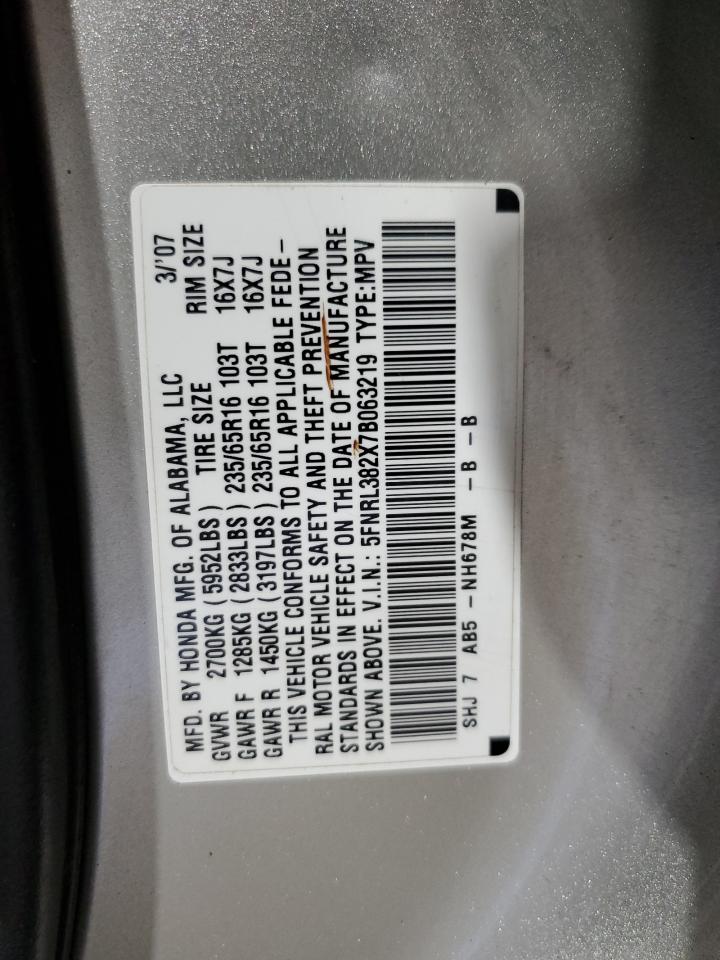 MFD. BY HONDA MFG. OF ALABAMA, LLC 3/'07
GVWR 2700KG (5952LBS) TIRE SIZE RIM SIZE
GAWR F 1285KG (2833LBS) 235/65R16 103T 16X7J
GAWR R 1450KG (3197LBS) 235/65R16 103T 16X7J
THIS VEHICLE CONFORMS TO ALL APPLICABLE FEDE-
RAL MOTOR VEHICLE SAFETY AND THEFT PREVENTION
STANDARDS IN EFFECT ON THE DATE OF MANUFACTURE
SHOWN ABOVE. V.I.N.: 5FNRL382X7B063219 TYPE:MPV
SHJ 7 AB5 - NH678M - B - B